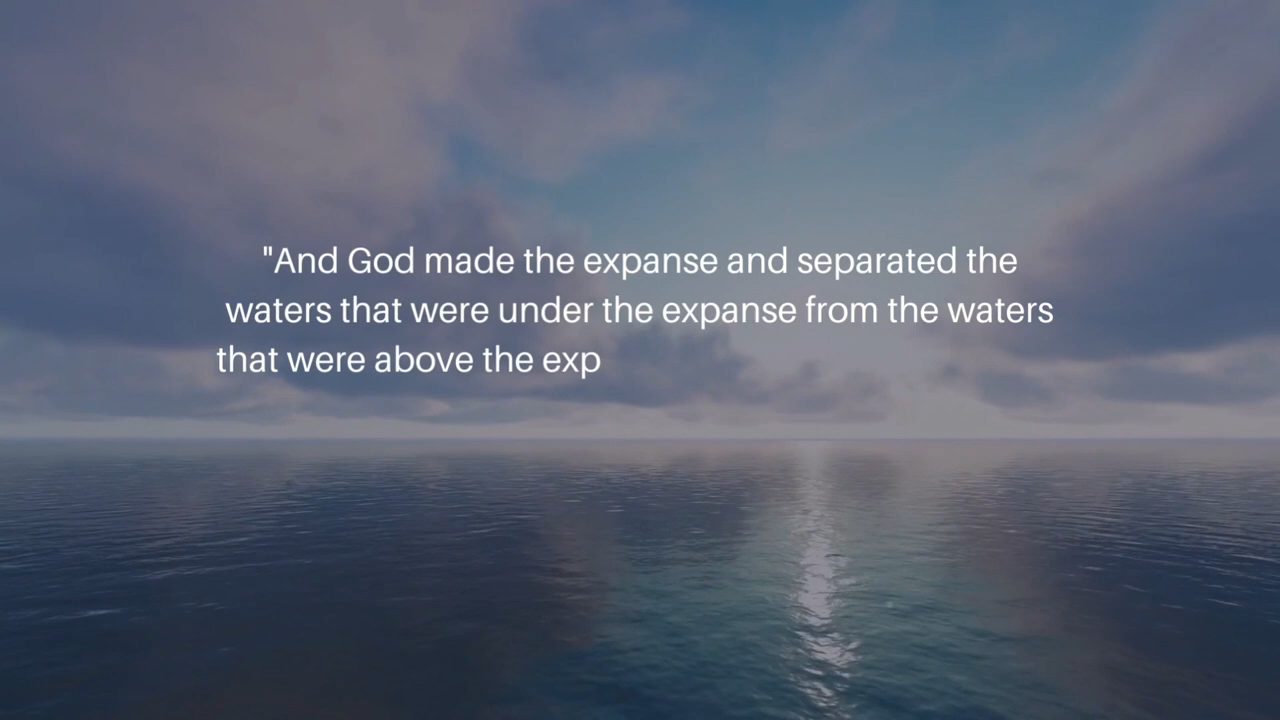 "And God made the expanse and separated the
waters that were under the expanse from the waters
that were above the exp